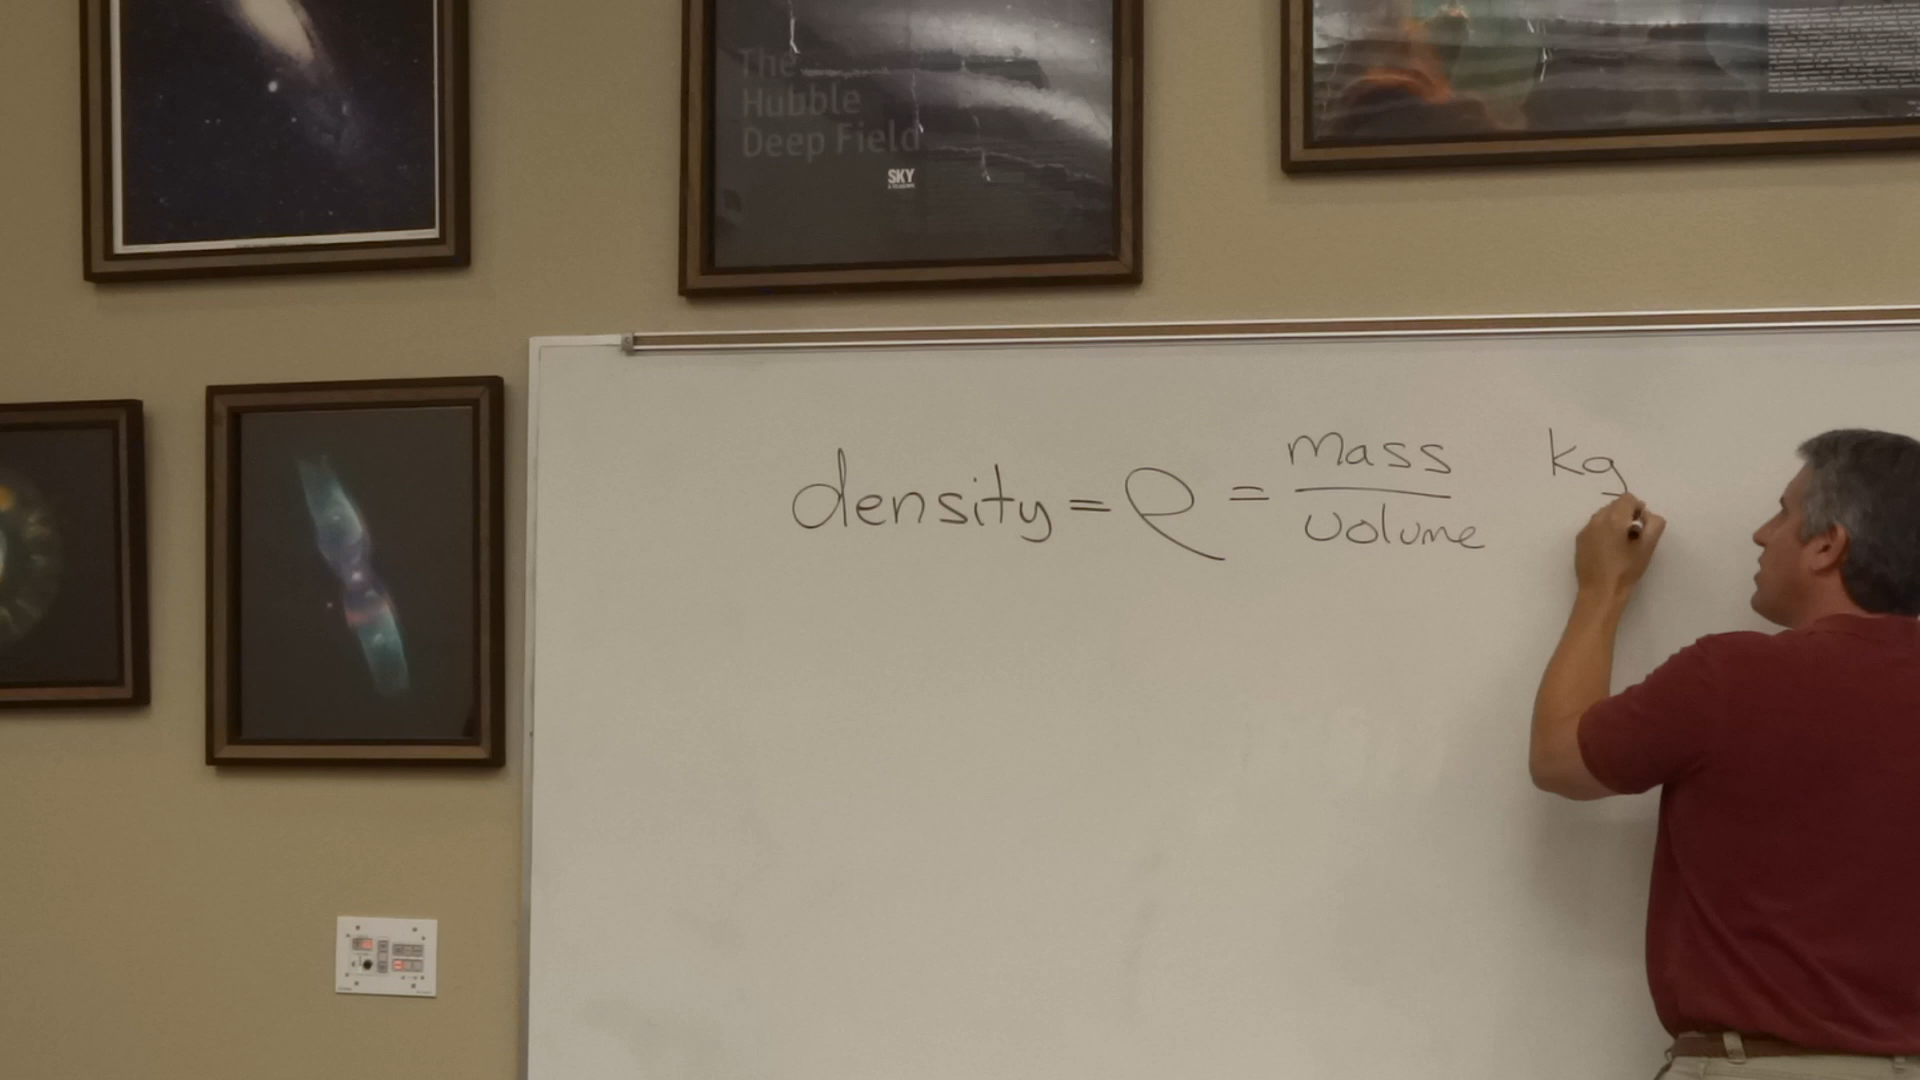 The
Hubble
Deep Field
SKY
density = ρ = mass / volume kg